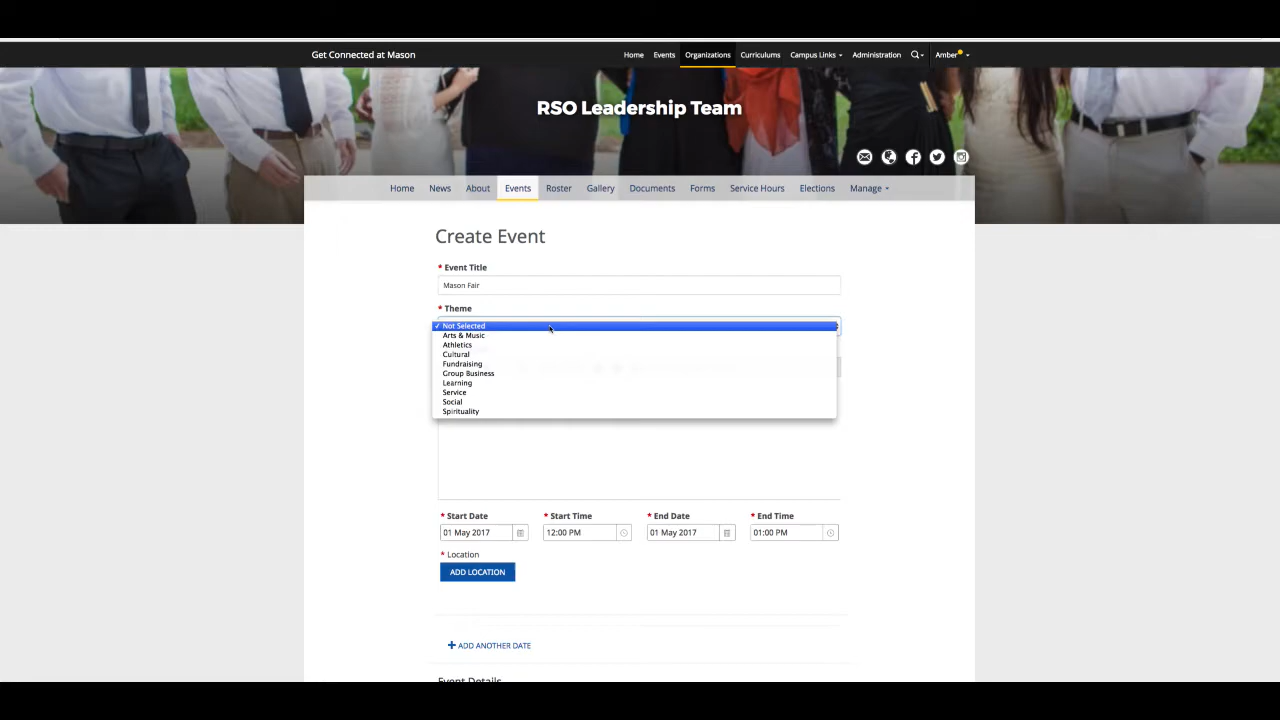 Get Connected at Mason
Home Events Organizations Curriculums Campus Links Administration Amber
RSO Leadership Team
Home News About Events Roster Gallery Documents Forms Service Hours Elections Manage
Create Event
* Event Title
Mason Fair
* Theme
✓ Not Selected
Arts & Music
Athletics
Cultural
Fundraising
Group Business
Learning
Service
Social
Spirituality
* Start Date * Start Time * End Date * End Time
01 May 2017 12:00 PM 01 May 2017 01:00 PM
* Location
ADD LOCATION
+ ADD ANOTHER DATE
Event Details